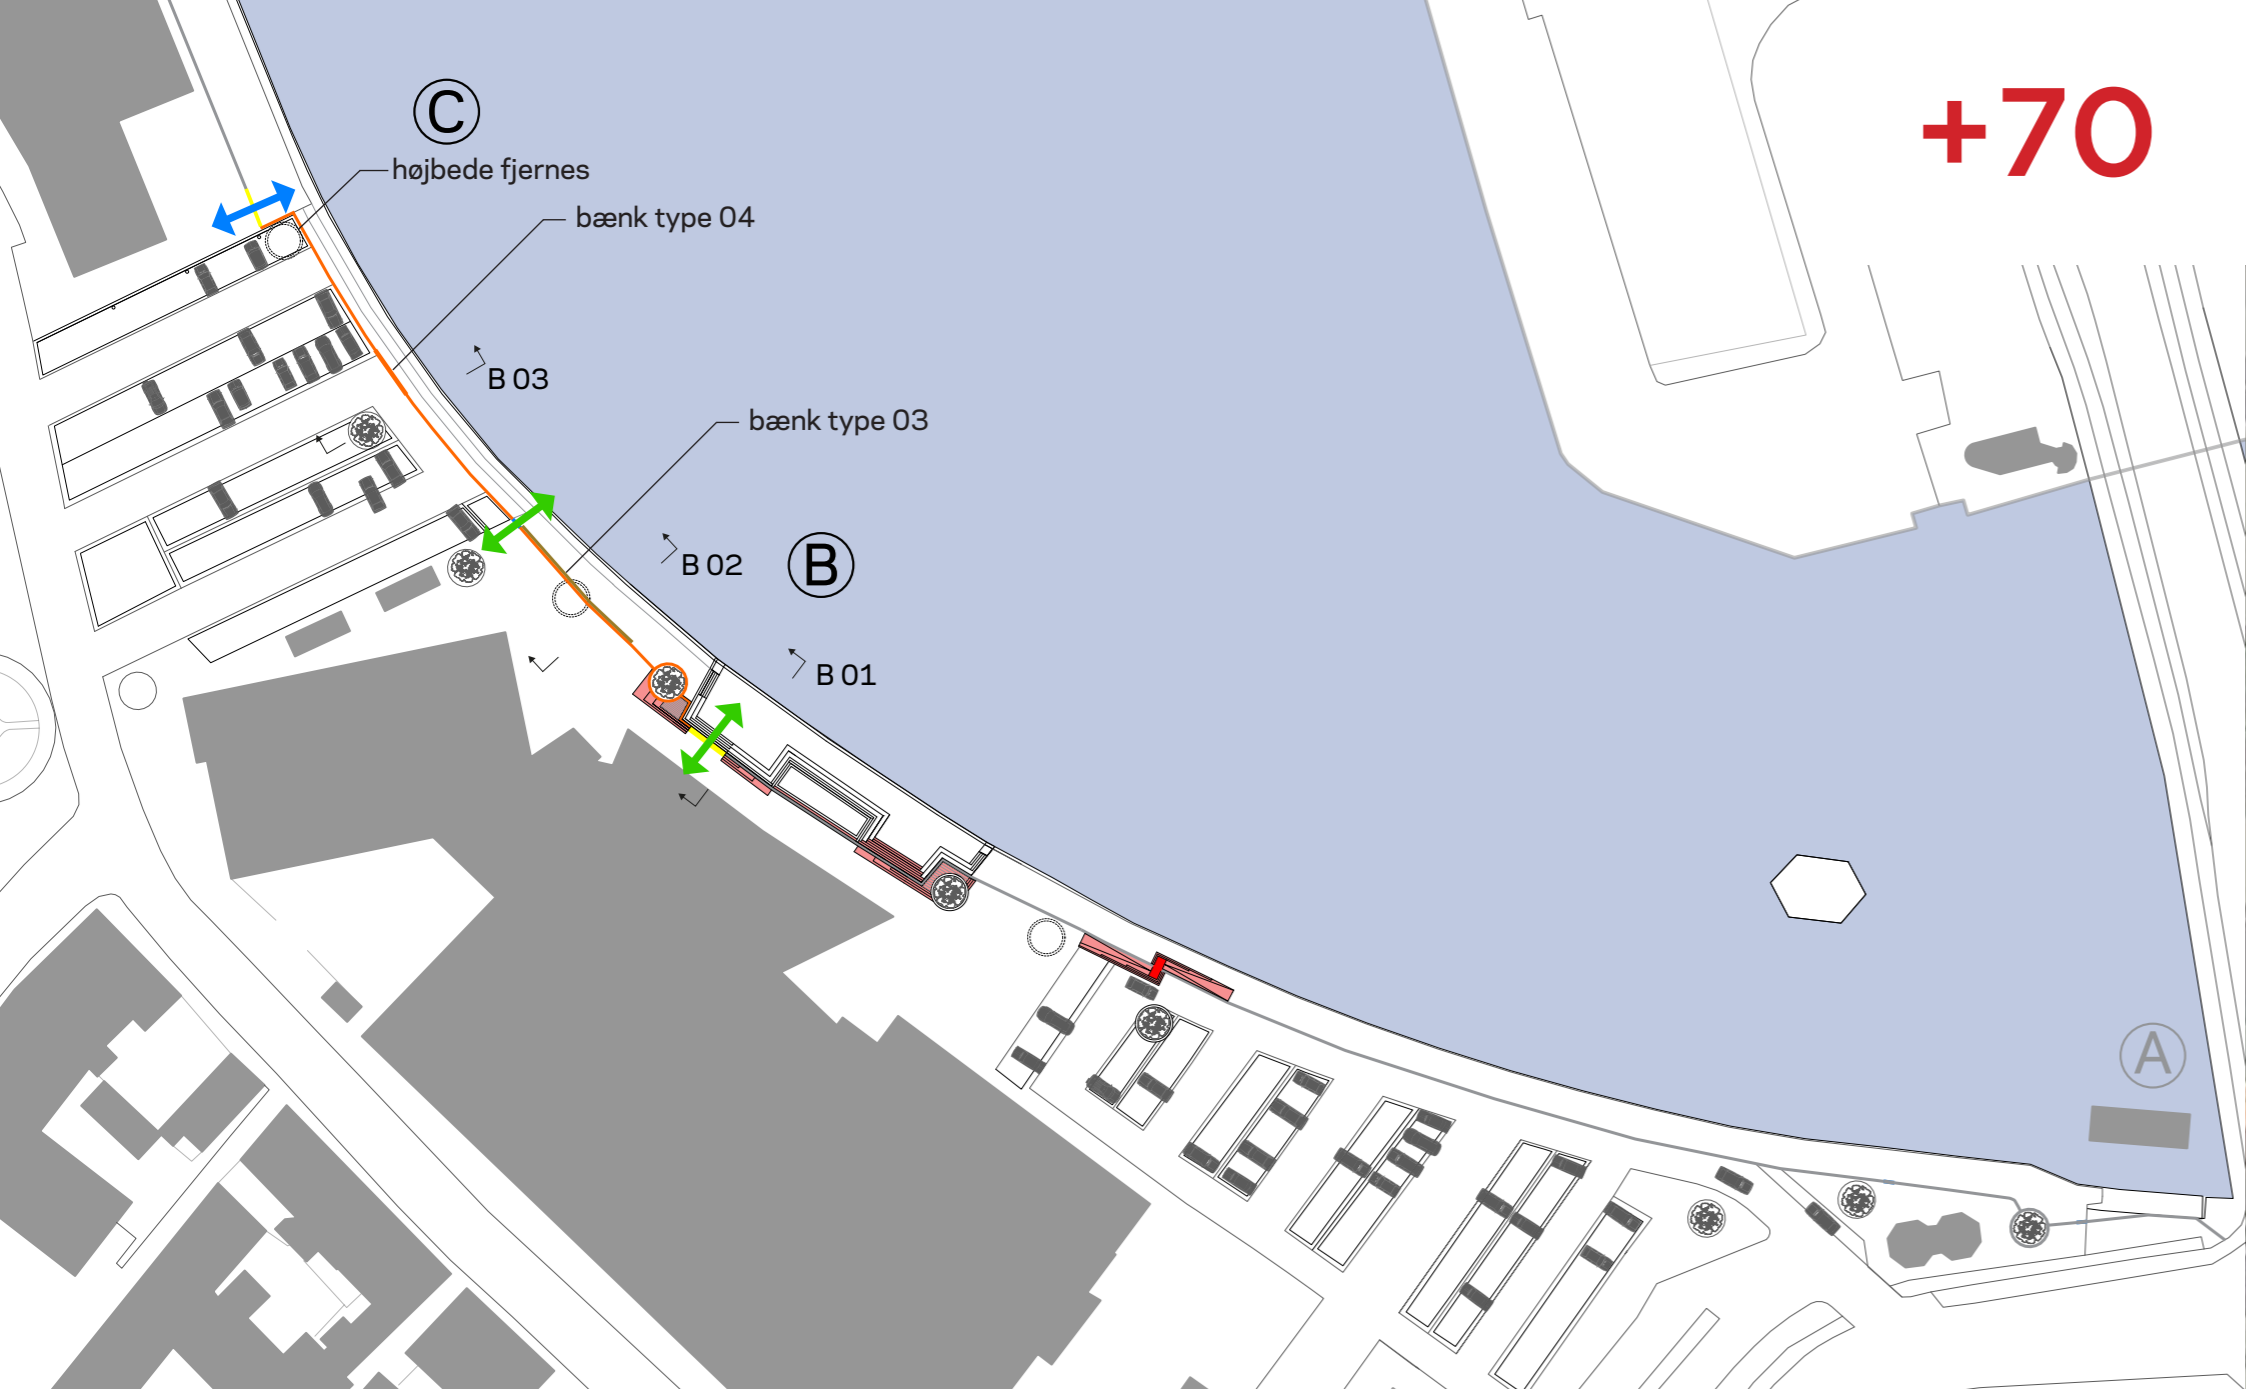 +70
C
højbede fjernes
bænk type 04
B 03
bænk type 03
B 02
B
B 01
A